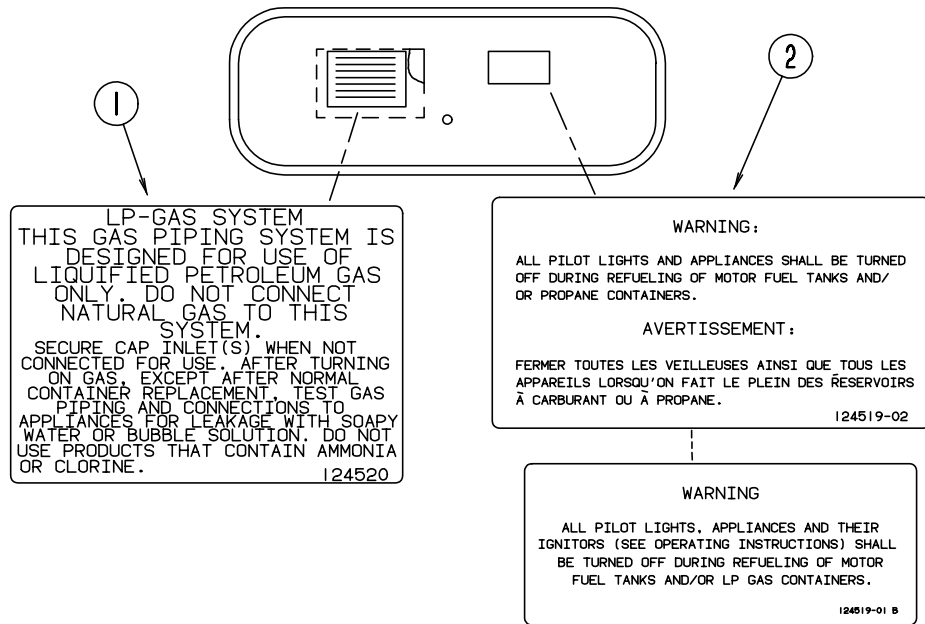 1
2
LP-GAS SYSTEM
THIS GAS PIPING SYSTEM IS
DESIGNED FOR USE OF
LIQUIFIED PETROLEUM GAS
ONLY. DO NOT CONNECT
NATURAL GAS TO THIS
SYSTEM.
SECURE CAP INLET(S) WHEN NOT
CONNECTED FOR USE. AFTER TURNING
ON GAS, EXCEPT AFTER NORMAL
CONTAINER REPLACEMENT, TEST GAS
PIPING AND CONNECTIONS TO
APPLIANCES FOR LEAKAGE WITH SOAPY
WATER OR BUBBLE SOLUTION. DO NOT
USE PRODUCTS THAT CONTAIN AMMONIA
OR CLORINE.
124520
WARNING:
ALL PILOT LIGHTS AND APPLIANCES SHALL BE TURNED
OFF DURING REFUELING OF MOTOR FUEL TANKS AND/
OR PROPANE CONTAINERS.
AVERTISSEMENT:
FERMER TOUTES LES VEILLEUSES AINSI QUE TOUS LES
APPAREILS LORSQU'ON FAIT LE PLEIN DES R̃ESERVOIRS
Ã CARBURANT OU Ã PROPANE.
124519-02
WARNING
ALL PILOT LIGHTS, APPLIANCES AND THEIR
IGNITORS (SEE OPERATING INSTRUCTIONS) SHALL
BE TURNED OFF DURING REFUELING OF MOTOR
FUEL TANKS AND/OR LP GAS CONTAINERS.
124519-01 B